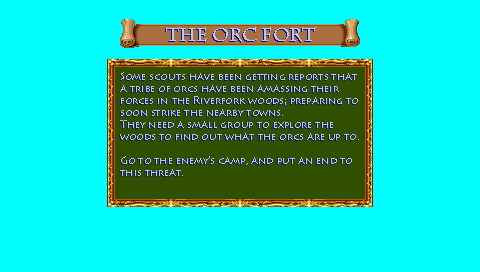 THE ORC FORT
Some scouts have been getting reports that
a tribe of orcs have been amassing their
forces in the Riverfork woods; preparing to
soon strike the nearby towns.
They need a small group to explore the
woods to find out what the orcs are up to.
Go to the enemy's camp, and put an end to
this threat.